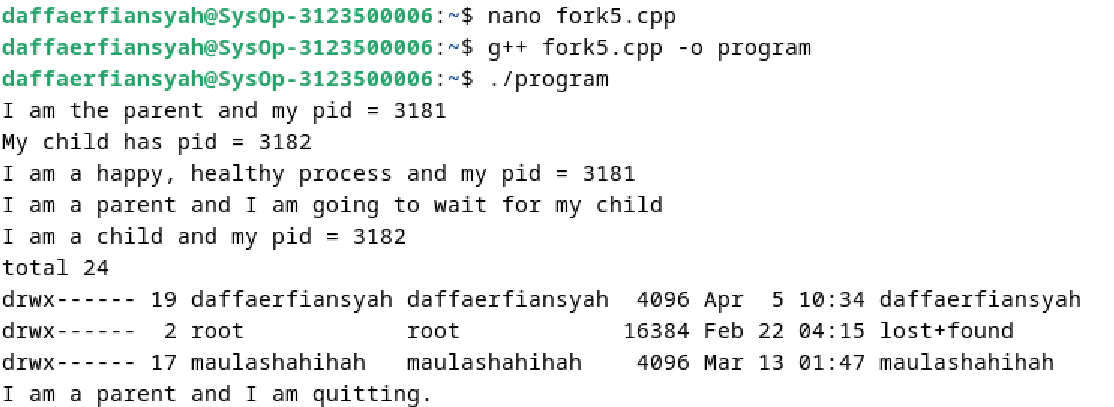 daffaerfiansyah@SysOp-3123500006:~$ nano fork5.cpp
daffaerfiansyah@SysOp-3123500006:~$ g++ fork5.cpp -o program
daffaerfiansyah@SysOp-3123500006:~$ ./program
I am the parent and my pid = 3181
My child has pid = 3182
I am a happy, healthy process and my pid = 3181
I am a parent and I am going to wait for my child
I am a child and my pid = 3182
total 24
drwx------ 19 daffaerfiansyah daffaerfiansyah  4096 Apr  5 10:34 daffaerfiansyah
drwx------  2 root            root            16384 Feb 22 04:15 lost+found
drwx------ 17 maulashahihah   maulashahihah    4096 Mar 13 01:47 maulashahihah
I am a parent and I am quitting.